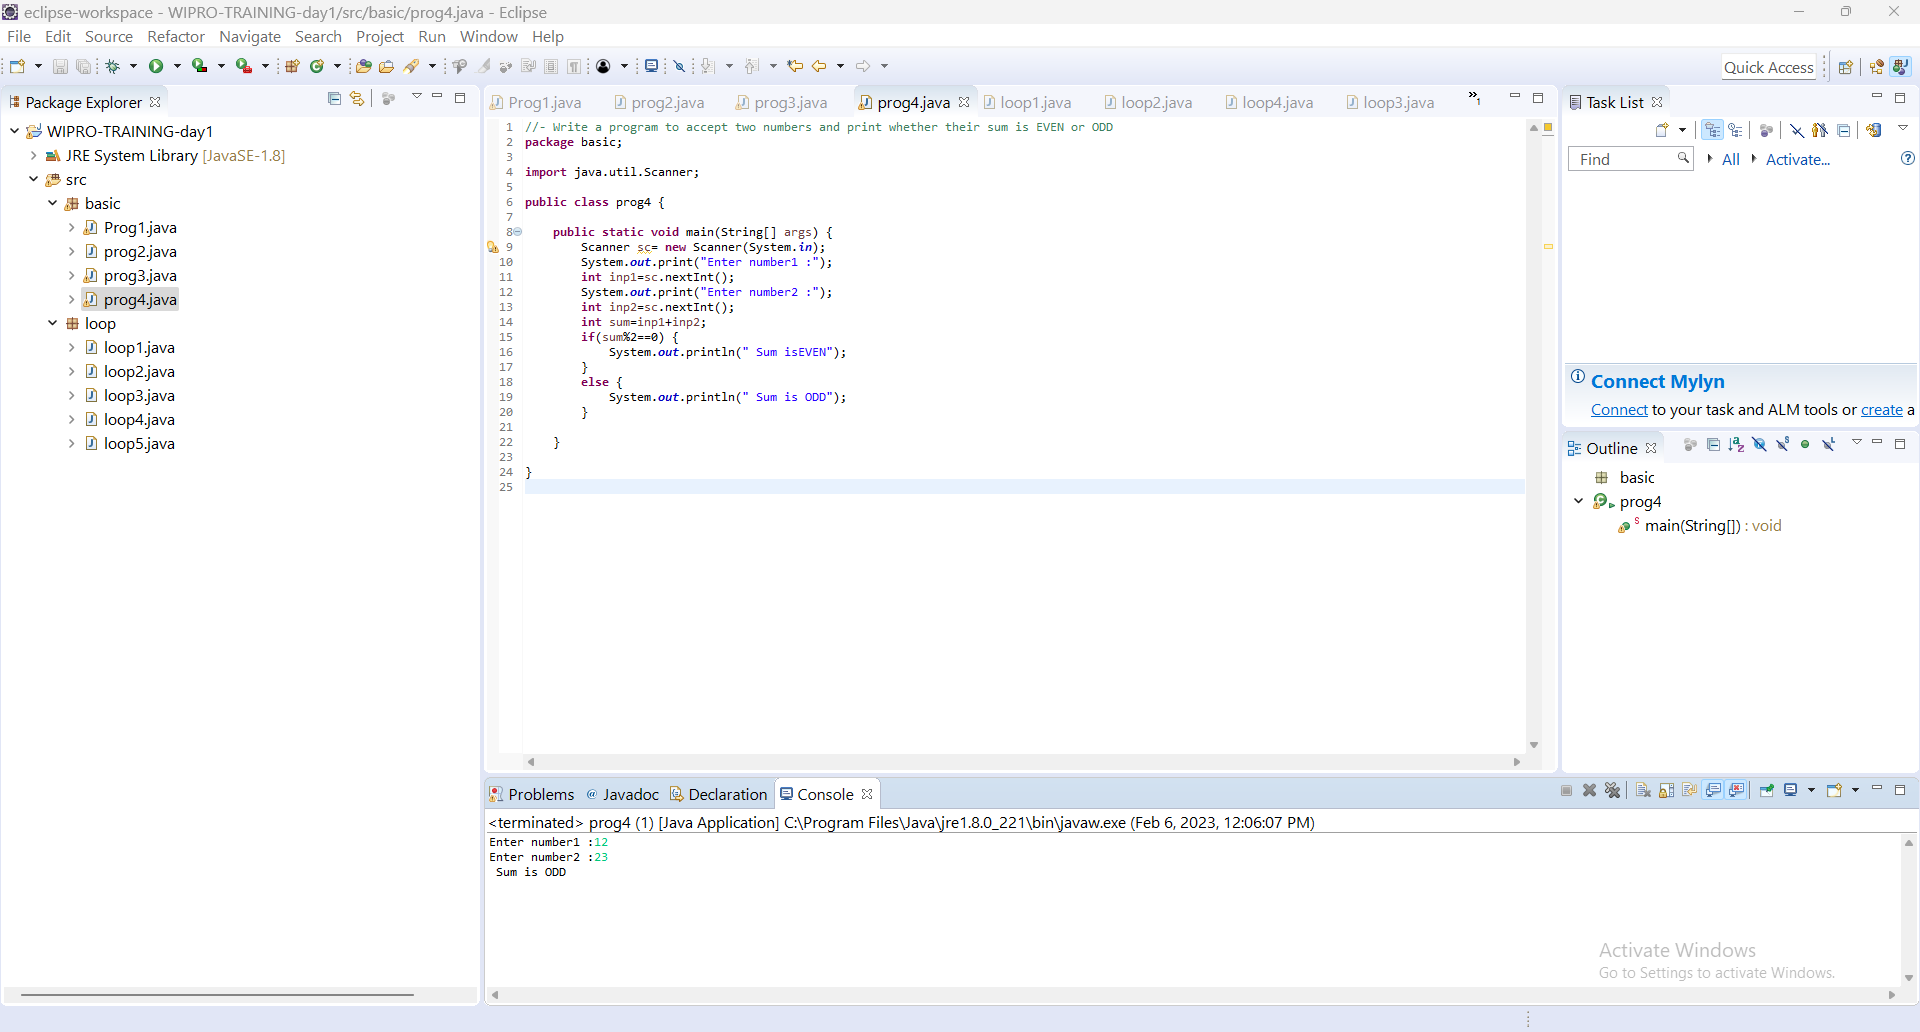 eclipse-workspace - WIPRO-TRAINING-day1/src/basic/prog4.java - Eclipse
File Edit Source Refactor Navigate Search Project Run Window Help
Quick Access
Package Explorer
WIPRO-TRAINING-day1
JRE System Library [JavaSE-1.8]
src
basic
Prog1.java
prog2.java
prog3.java
prog4.java
loop
loop1.java
loop2.java
loop3.java
loop4.java
loop5.java
Prog1.java prog2.java prog3.java prog4.java loop1.java loop2.java loop4.java loop3.java »1
1 //- Write a program to accept two numbers and print whether their sum is EVEN or ODD
2 package basic;
3
4 import java.util.Scanner;
5
6 public class prog4 {
7
8 public static void main(String[] args) {
9 Scanner sc= new Scanner(System.in);
10 System.out.print("Enter number1 :");
11 int inp1=sc.nextInt();
12 System.out.print("Enter number2 :");
13 int inp2=sc.nextInt();
14 int sum=inp1+inp2;
15 if(sum%2==0) {
16 System.out.println(" Sum isEVEN");
17 }
18 else {
19 System.out.println(" Sum is ODD");
20 }
21
22 }
23
24 }
25
Task List
Find All Activate...
Connect Mylyn
Connect to your task and ALM tools or create a
Outline
basic
prog4
main(String[]) : void
Problems @ Javadoc Declaration Console
<terminated> prog4 (1) [Java Application] C:\Program Files\Java\jre1.8.0_221\bin\javaw.exe (Feb 6, 2023, 12:06:07 PM)
Enter number1 :12
Enter number2 :23
Sum is ODD
Activate Windows
Go to Settings to activate Windows.